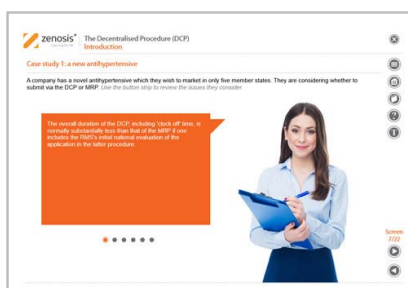 zenosis
The Decentralised Procedure (DCP)
Introduction
Case study 1: a new antihypertensive
A company has a novel antihypertensive which they wish to market in only five member states. They are considering whether to
submit via the DCP or MRP. Use the button strip to review the issues they consider
The overall duration of the DCP, including 'clock off' time, is
normally substantially less than that of the MRP if one
includes the RMS's initial national evaluation of the
application in the latter procedure.
Screen
7/22